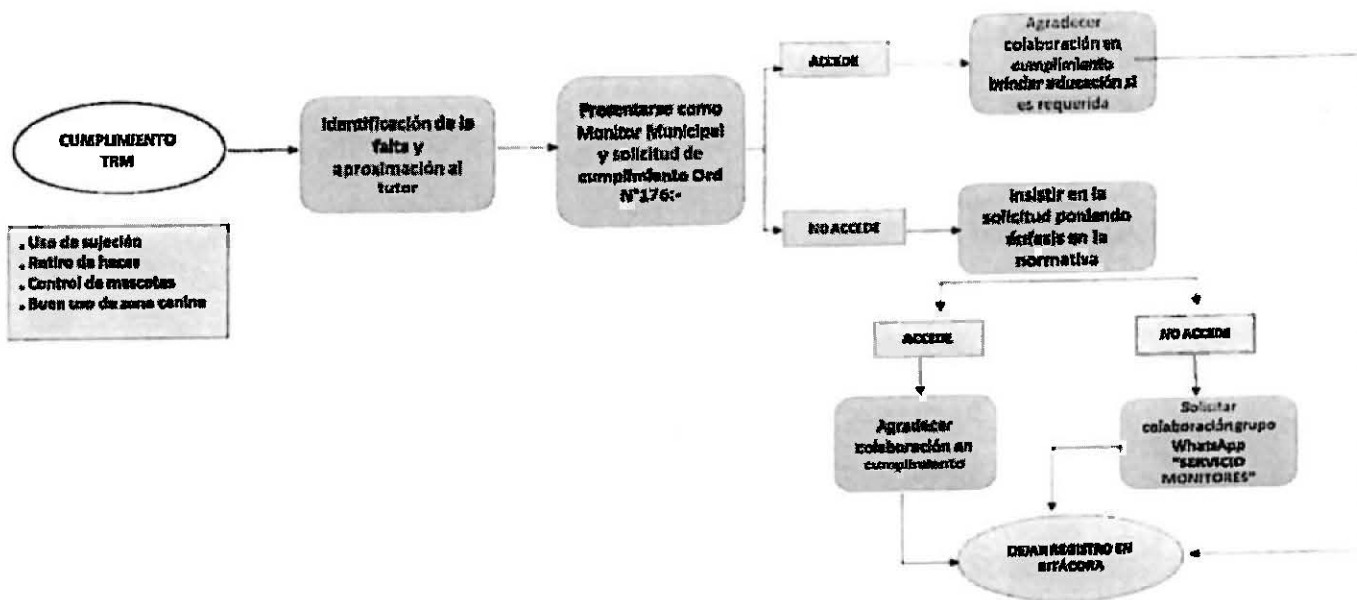 CUMPLIMIENTO
TRM
. Uso de sujeción
. Retiro de heces
. Control de mascotas
. Buen uso de zona canina
Identificación de la
falta y
aproximación al
tutor
Presentarse como
Monitor Municipal
y solicitud de
cumplimiento Ord
N°176:-
ACCEDE
Agradecer
colaboración en
cumplimiento
brindar educación si
es requerida
NO ACCEDE
Insistir en la
solicitud poniendo
énfasis en la
normativa
ACCEDE
Agradecer
colaboración en
cumplimiento
NO ACCEDE
Solicitar
colaboración grupo
WhatsApp
"SERVICIO
MONITORES"
DEJAR REGISTRO EN
BITÁCORA